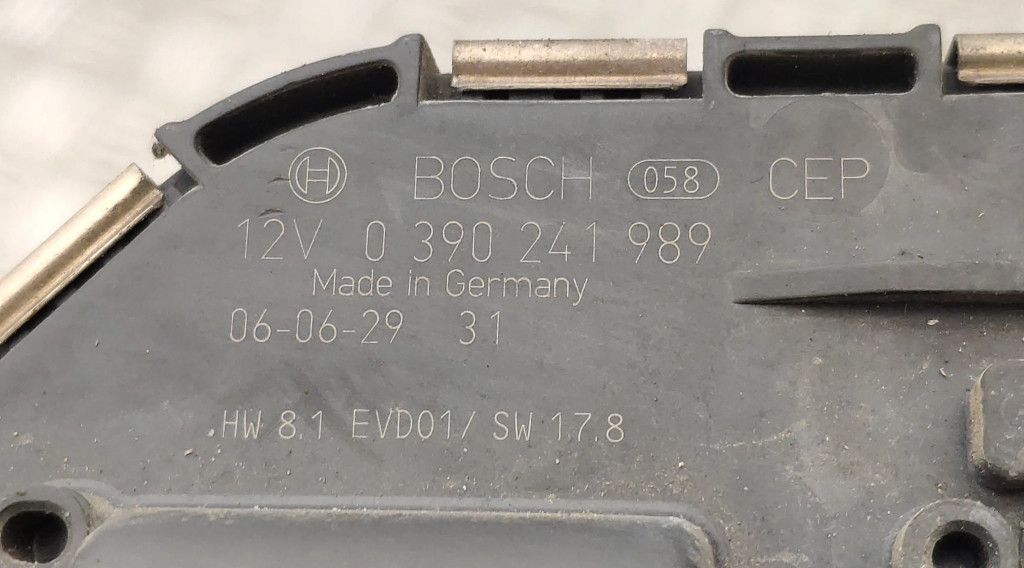 BOSCH 058 CEP
12V 0 390 241 989
Made in Germany
06-06-29 31
HW 8.1 EVD01/ SW 17.8